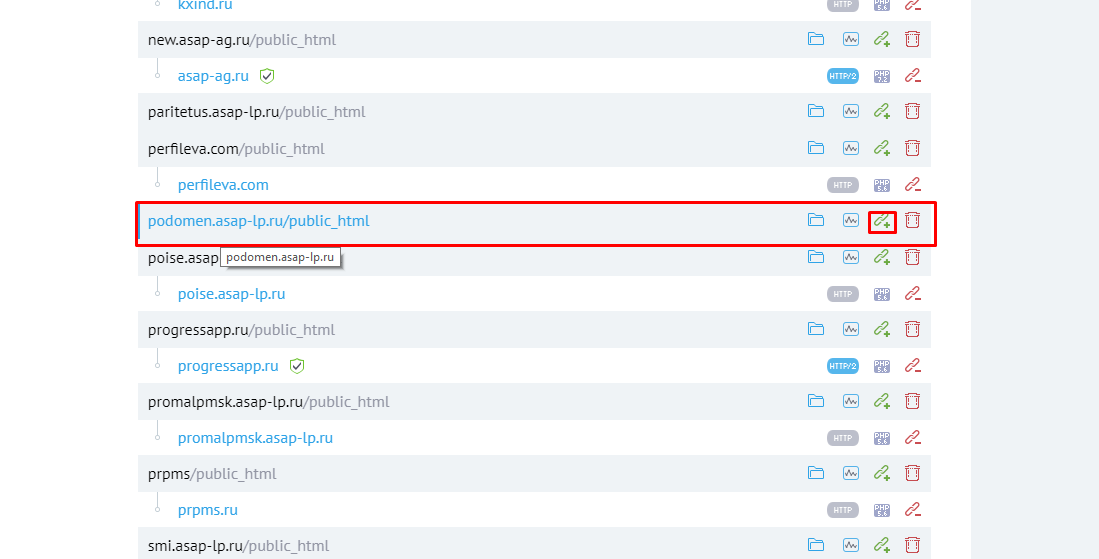 kxind.ru HTTP PHP 5.6
new.asap-ag.ru/public_html
asap-ag.ru HTTP/2 PHP 7.2
paritetus.asap-lp.ru/public_html
perfileva.com/public_html
perfileva.com HTTP PHP 5.6
podomen.asap-lp.ru/public_html
podomen.asap-lp.ru
poise.asap
poise.asap-lp.ru HTTP PHP 5.6
progressapp.ru/public_html
progressapp.ru HTTP/2 PHP 5.6
promalpmsk.asap-lp.ru/public_html
promalpmsk.asap-lp.ru HTTP PHP 5.6
prpms/public_html
prpms.ru HTTP PHP 5.6
smi.asap-lp.ru/public_html